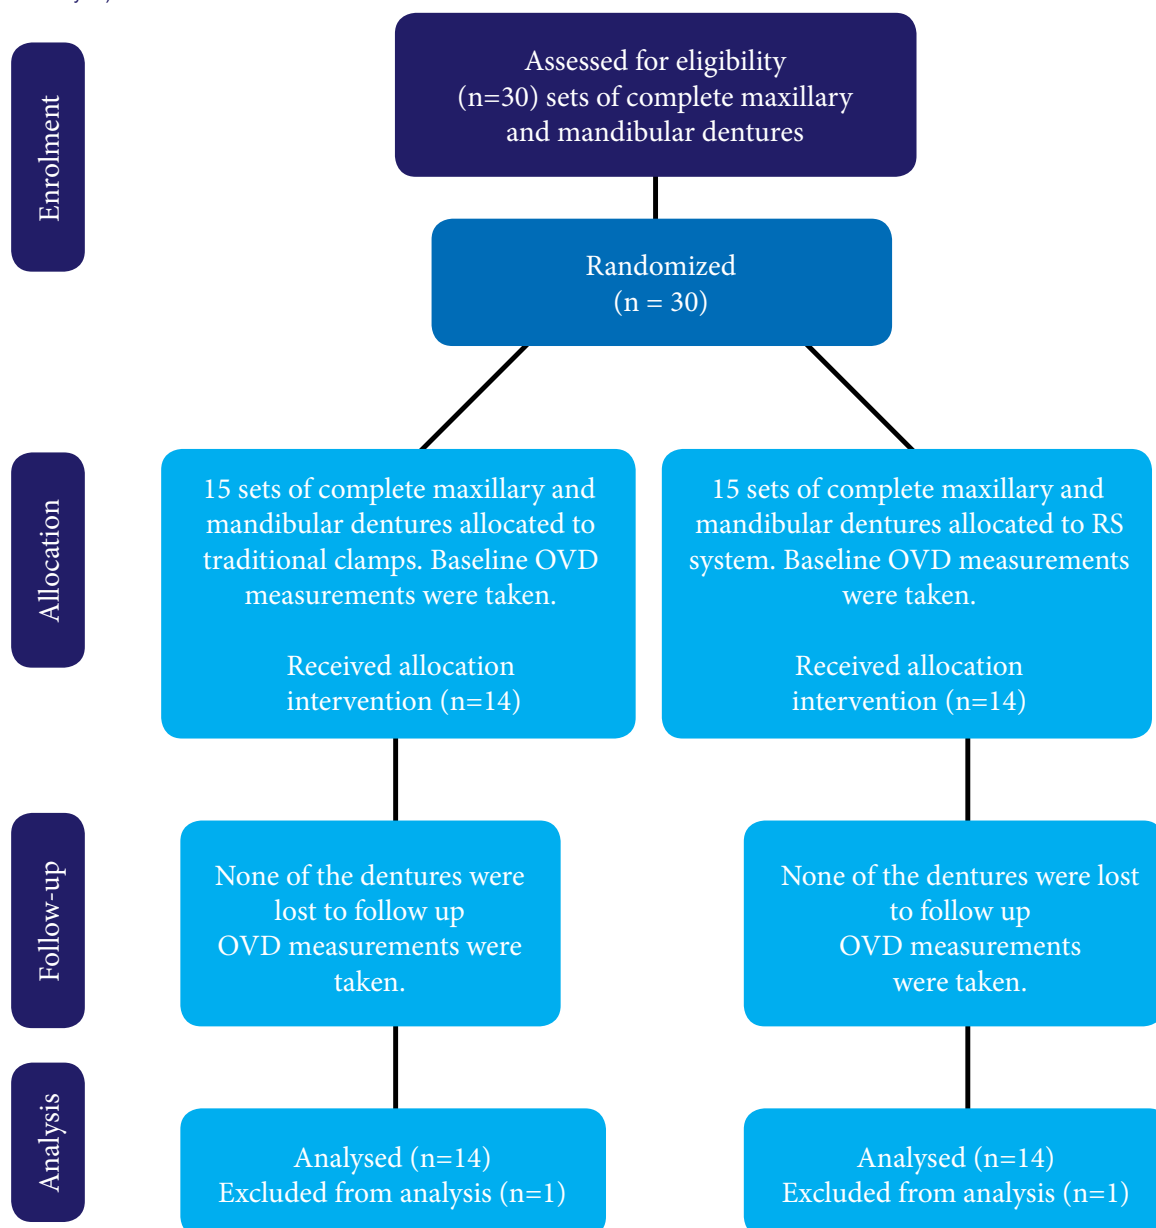 Enrolment
Assessed for eligibility
(n=30) sets of complete maxillary
and mandibular dentures
Randomized
(n = 30)
Allocation
15 sets of complete maxillary and
mandibular dentures allocated to
traditional clamps. Baseline OVD
measurements were taken.
Received allocation
intervention (n=14)
15 sets of complete maxillary and
mandibular dentures allocated to RS
system. Baseline OVD measurements
were taken.
Received allocation
intervention (n=14)
Follow-up
None of the dentures were
lost to follow up
OVD measurements were
taken.
None of the dentures were lost
to follow up
OVD measurements
were taken.
Analysis
Analysed (n=14)
Excluded from analysis (n=1)
Analysed (n=14)
Excluded from analysis (n=1)